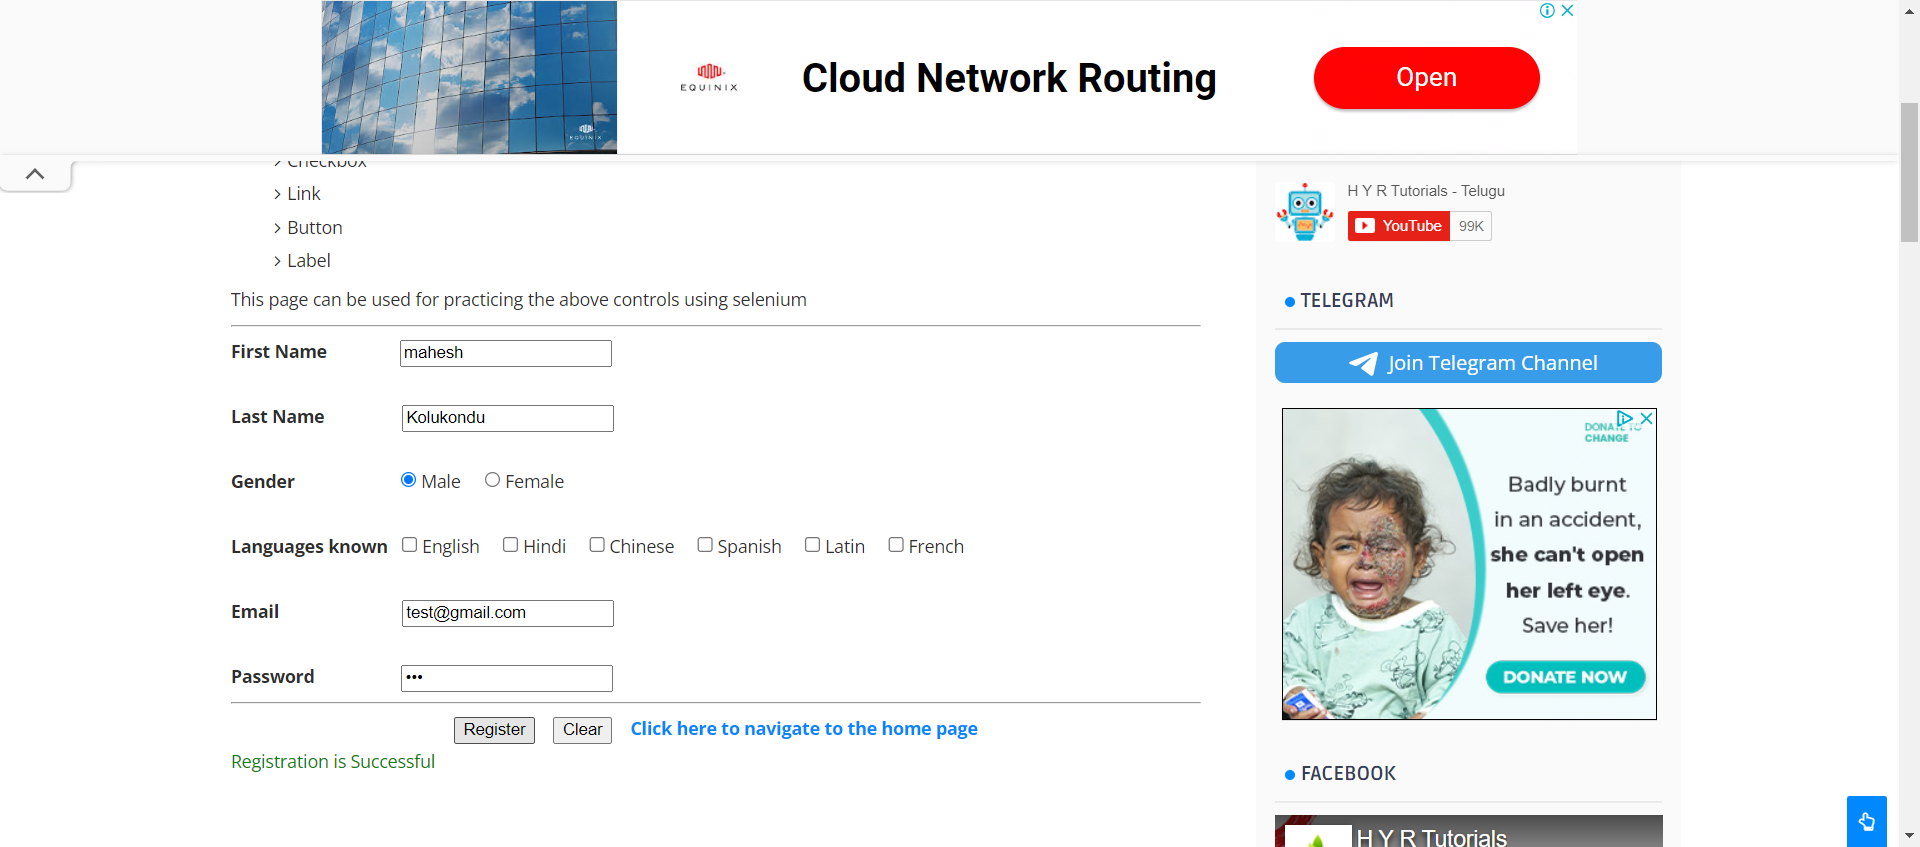 EQUINIX
EQUINIX
Cloud Network Routing
Open
Checkbox
Link
Button
Label
This page can be used for practicing the above controls using selenium
First Name
mahesh
Last Name
Kolukondu
Gender
Male
Female
Languages known
English
Hindi
Chinese
Spanish
Latin
French
Email
test@gmail.com
Password
•••
Register
Clear
Click here to navigate to the home page
Registration is Successful
H Y R Tutorials - Telugu
YouTube
99K
TELEGRAM
Join Telegram Channel
DONATE TO
CHANGE
Badly burnt
in an accident,
she can't open
her left eye.
Save her!
DONATE NOW
FACEBOOK
H Y R Tutorials